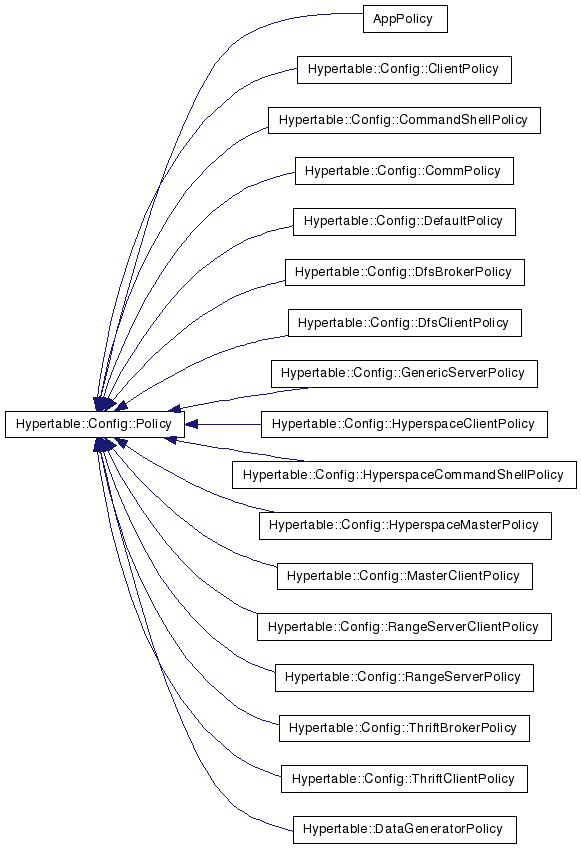 AppPolicy
Hypertable::Config::ClientPolicy
Hypertable::Config::CommandShellPolicy
Hypertable::Config::CommPolicy
Hypertable::Config::DefaultPolicy
Hypertable::Config::DfsBrokerPolicy
Hypertable::Config::DfsClientPolicy
Hypertable::Config::GenericServerPolicy
Hypertable::Config::Policy
Hypertable::Config::HyperspaceClientPolicy
Hypertable::Config::HyperspaceCommandShellPolicy
Hypertable::Config::HyperspaceMasterPolicy
Hypertable::Config::MasterClientPolicy
Hypertable::Config::RangeServerClientPolicy
Hypertable::Config::RangeServerPolicy
Hypertable::Config::ThriftBrokerPolicy
Hypertable::Config::ThriftClientPolicy
Hypertable::DataGeneratorPolicy